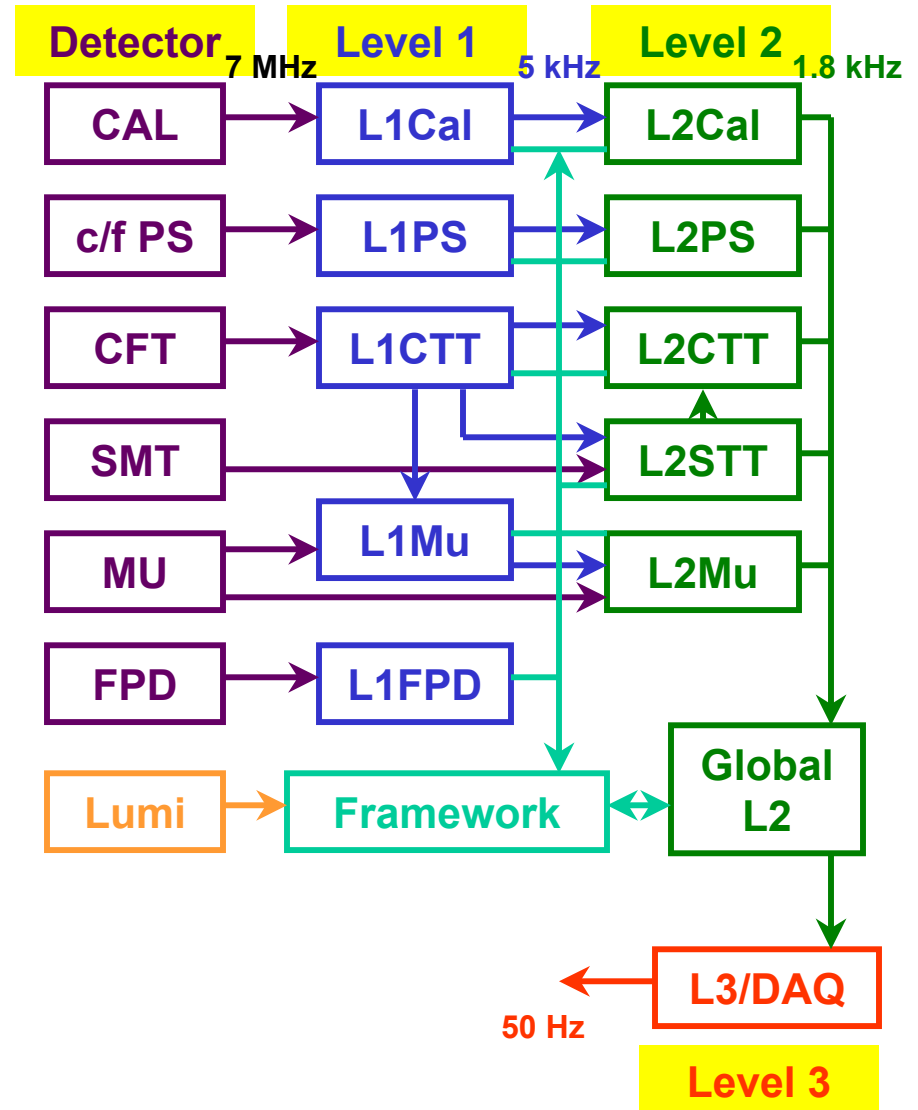 Detector
Level 1
Level 2
7 MHz
5 kHz
1.8 kHz
CAL
L1Cal
L2Cal
c/f PS
L1PS
L2PS
CFT
L1CTT
L2CTT
SMT
L2STT
MU
L1Mu
L2Mu
FPD
L1FPD
Lumi
Framework
Global
L2
L3/DAQ
50 Hz
Level 3